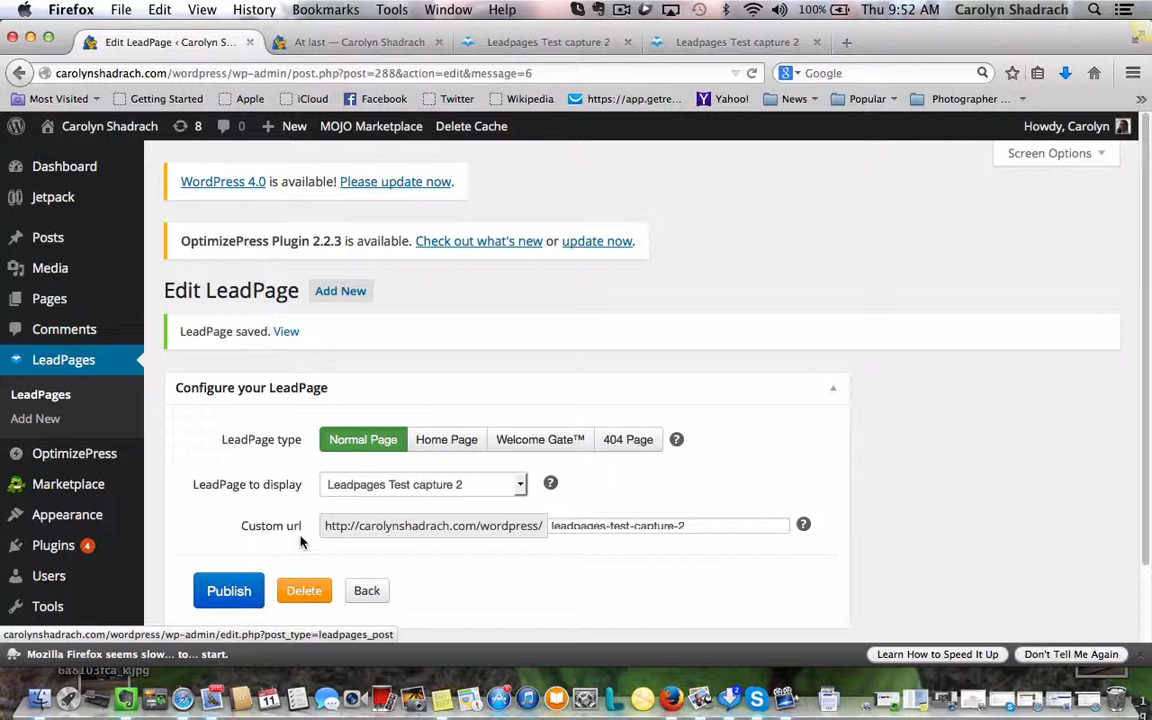 Firefox File Edit View History Bookmarks Tools Window Help 100% Thu 9:52 AM Carolyn Shadrach
Edit LeadPage ‹ Carolyn S... At last — Carolyn Shadrach Leadpages Test capture 2 Leadpages Test capture 2
carolynshadrach.com/wordpress/wp-admin/post.php?post=288&action=edit&message=6 Google
Most Visited Getting Started Apple iCloud Facebook Twitter Wikipedia https://app.getre... Yahoo! News Popular Photographer ...
Carolyn Shadrach 8 0 New MOJO Marketplace Delete Cache Howdy, Carolyn
Screen Options
Dashboard
WordPress 4.0 is available! Please update now.
Jetpack
Posts
OptimizePress Plugin 2.2.3 is available. Check out what's new or update now.
Media
Edit LeadPage Add New
Pages
Comments
LeadPage saved. View
LeadPages
Configure your LeadPage
LeadPages
Add New
LeadPage type Normal Page Home Page Welcome Gate™ 404 Page ?
OptimizePress
Marketplace
LeadPage to display Leadpages Test capture 2 ?
Appearance
Custom url http://carolynshadrach.com/wordpress/ leadpages-test-capture-2 ?
Plugins 4
Users
Publish Delete Back
Tools
carolynshadrach.com/wordpress/wp-admin/edit.php?post_type=leadpages_post
Mozilla Firefox seems slow... to... start. Learn How to Speed It Up Don't Tell Me Again